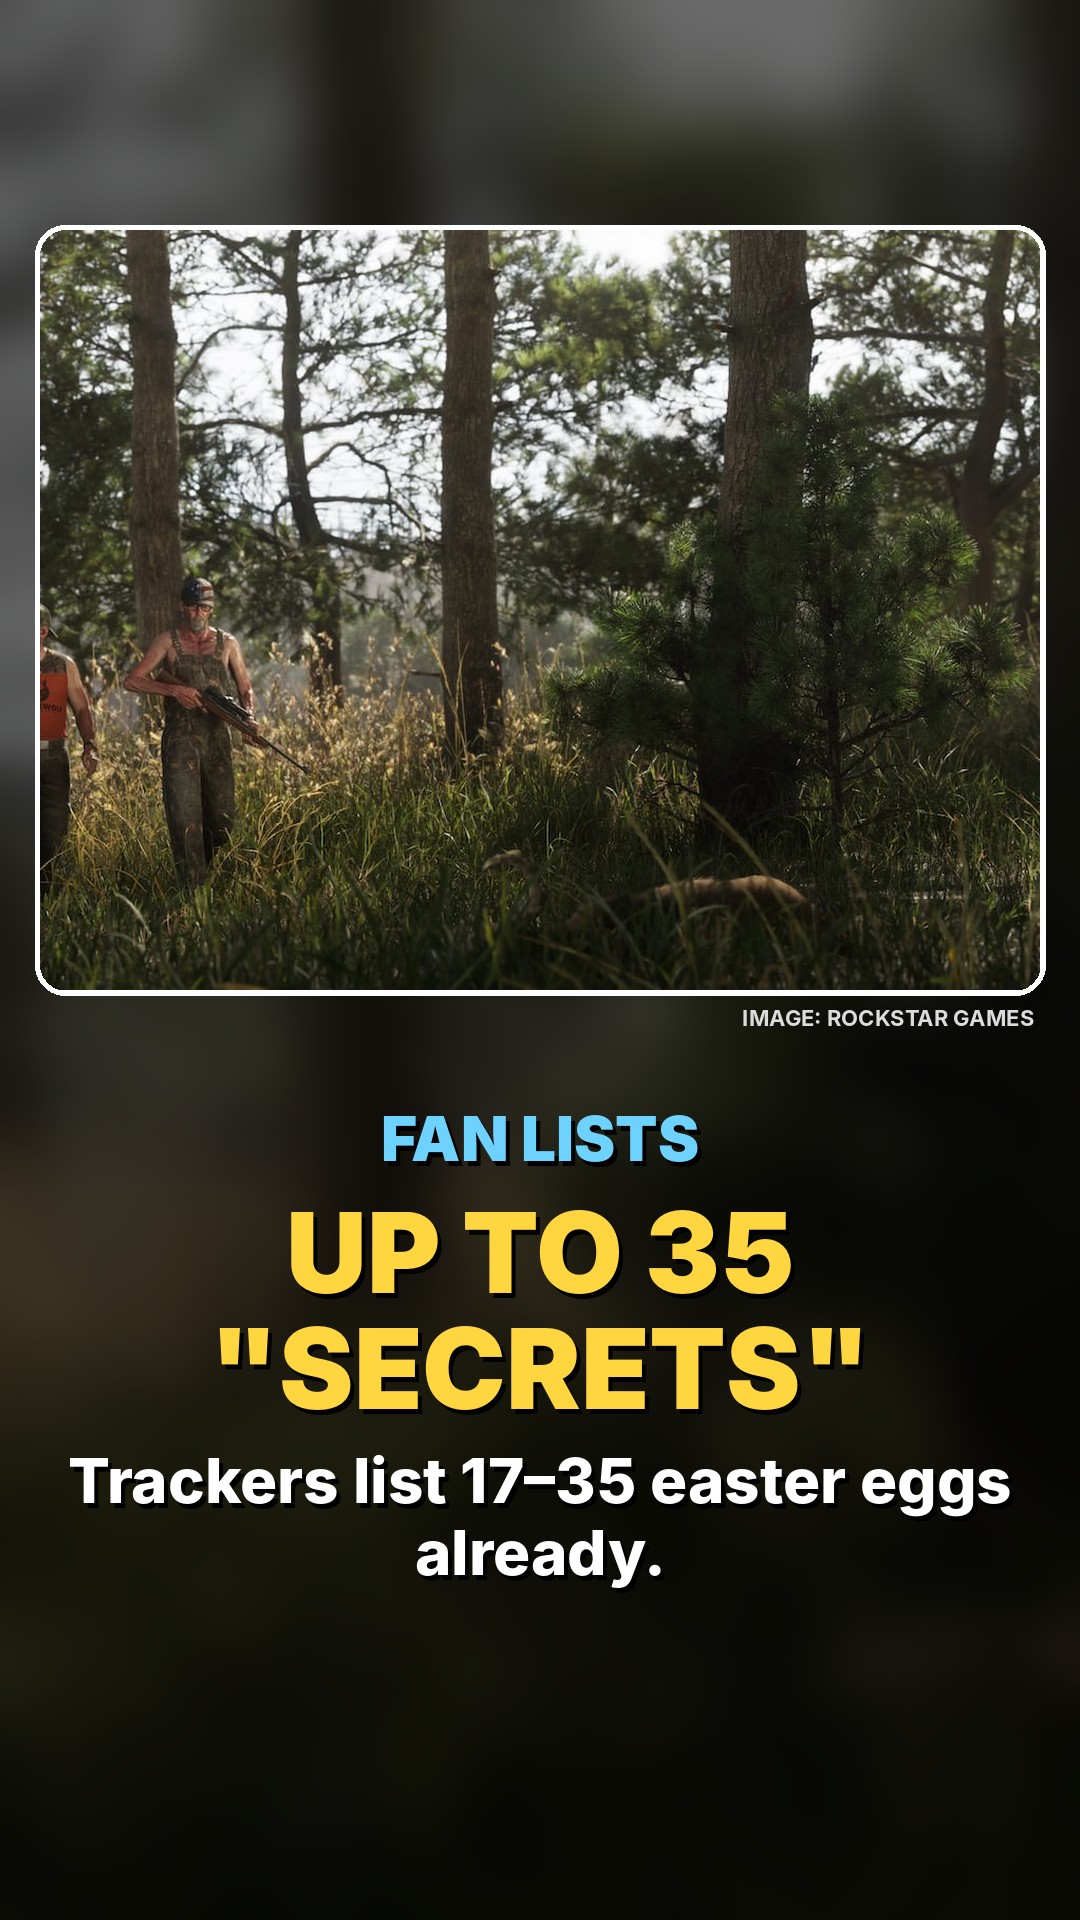 IMAGE: ROCKSTAR GAMES
FAN LISTS
UP TO 35
"SECRETS"
Trackers list 17–35 easter eggs
already.